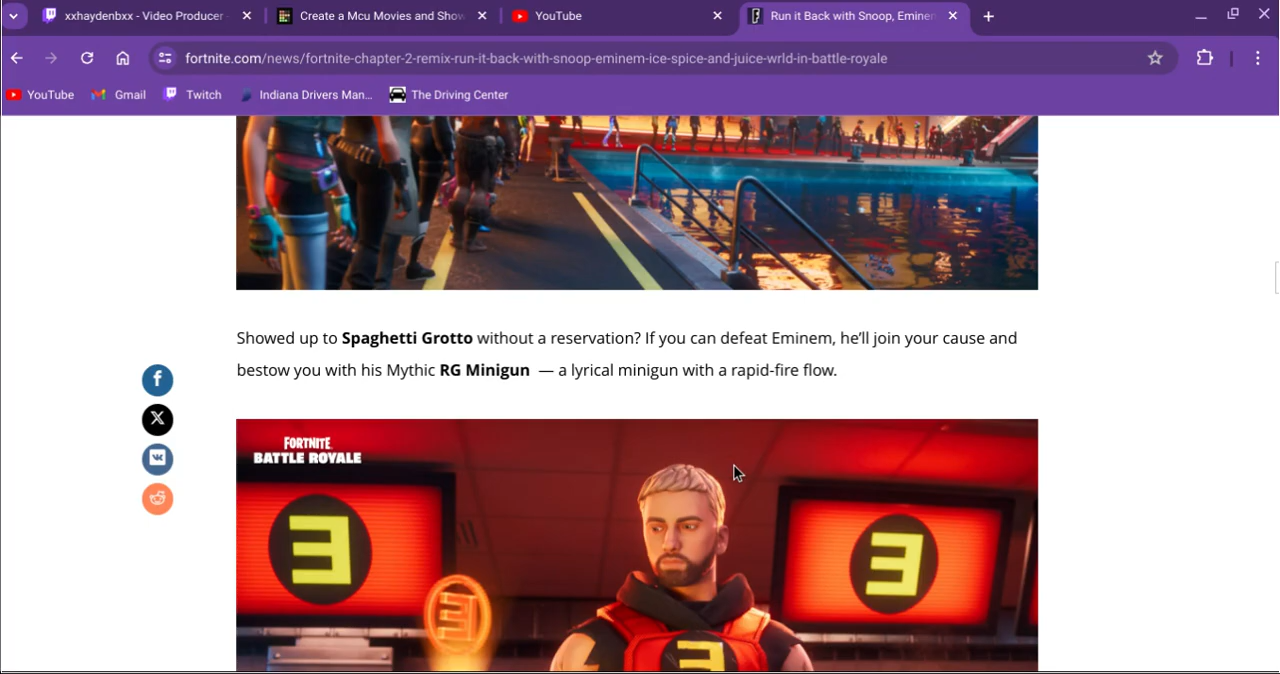 xxhaydenbxx - Video Producer -
Create a Mcu Movies and Show
YouTube
Run it Back with Snoop, Eminem
fortnite.com/news/fortnite-chapter-2-remix-run-it-back-with-snoop-eminem-ice-spice-and-juice-wrld-in-battle-royale
YouTube Gmail Twitch Indiana Drivers Man... The Driving Center
Showed up to Spaghetti Grotto without a reservation? If you can defeat Eminem, he’ll join your cause and
bestow you with his Mythic RG Minigun — a lyrical minigun with a rapid-fire flow.
FORTNITE
BATTLE ROYALE